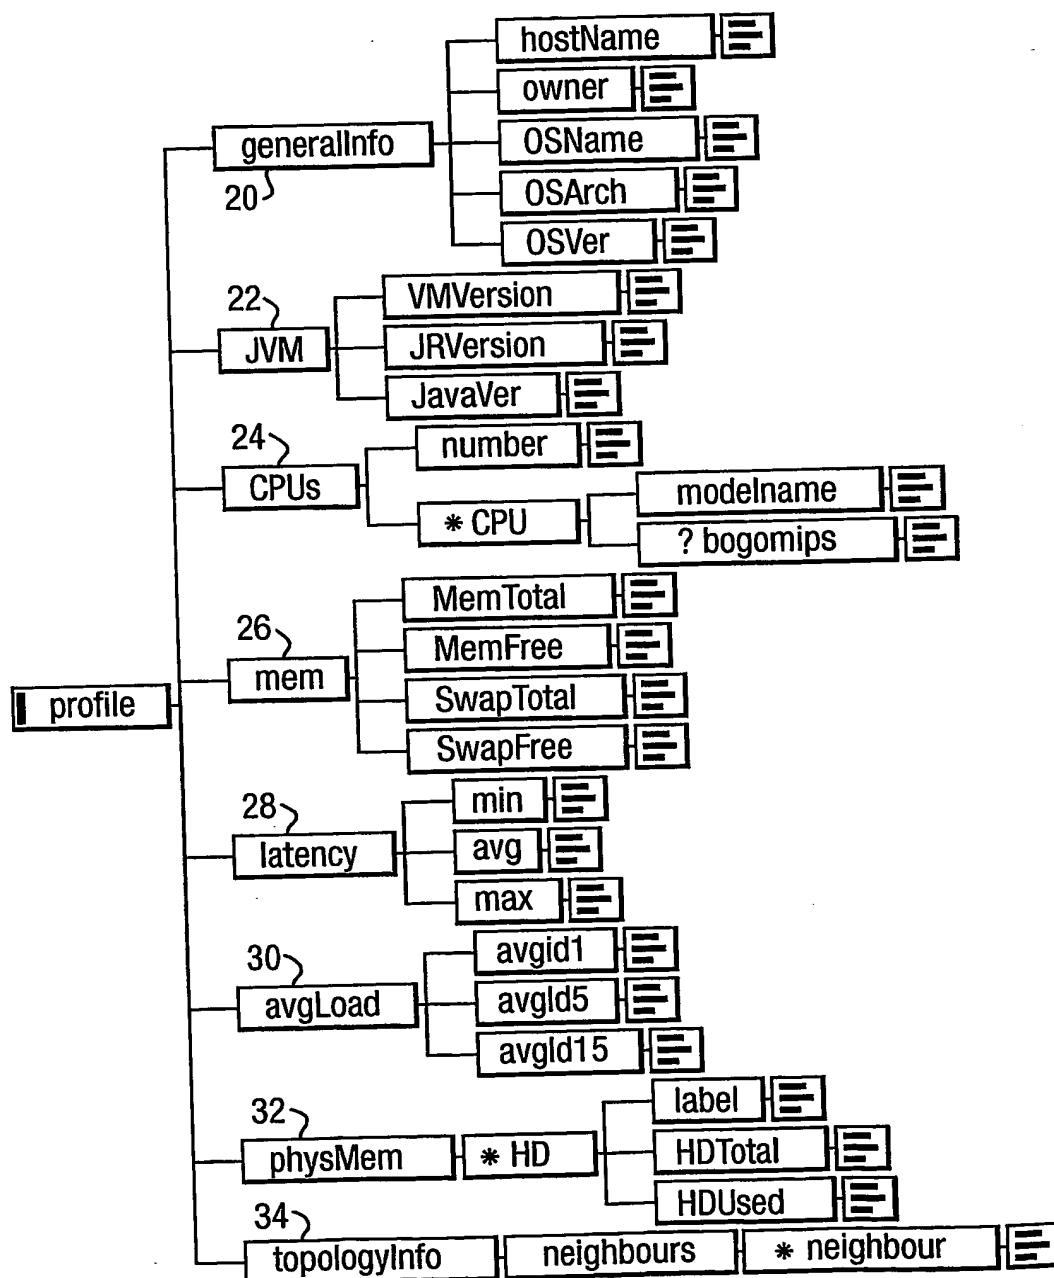 hostName
owner
generalInfo
OSName
20
OSArch
OSVer
22
VMVersion
JVM
JRVersion
JavaVer
24
number
CPUs
modelname
* CPU
? bogomips
MemTotal
26
MemFree
mem
SwapTotal
profile
SwapFree
28
min
latency
avg
max
30
avgid1
avgLoad
avgld5
avgld15
32
label
physMem
* HD
HDTotal
HDUsed
34
topologyInfo
neighbours
* neighbour